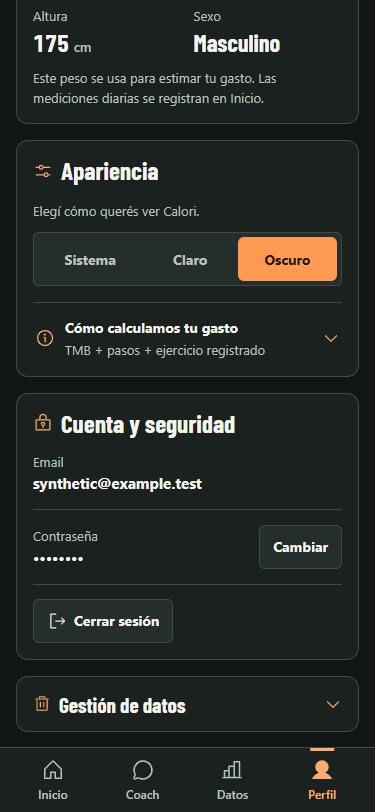 Altura
Sexo
175 cm
Masculino
Este peso se usa para estimar tu gasto. Las
mediciones diarias se registran en Inicio.
Apariencia
Elegí cómo querés ver Calori.
Sistema
Claro
Oscuro
Cómo calculamos tu gasto
TMB + pasos + ejercicio registrado
Cuenta y seguridad
Email
synthetic@example.test
Contraseña
••••••••
Cambiar
Cerrar sesión
Gestión de datos
Inicio
Coach
Datos
Perfil